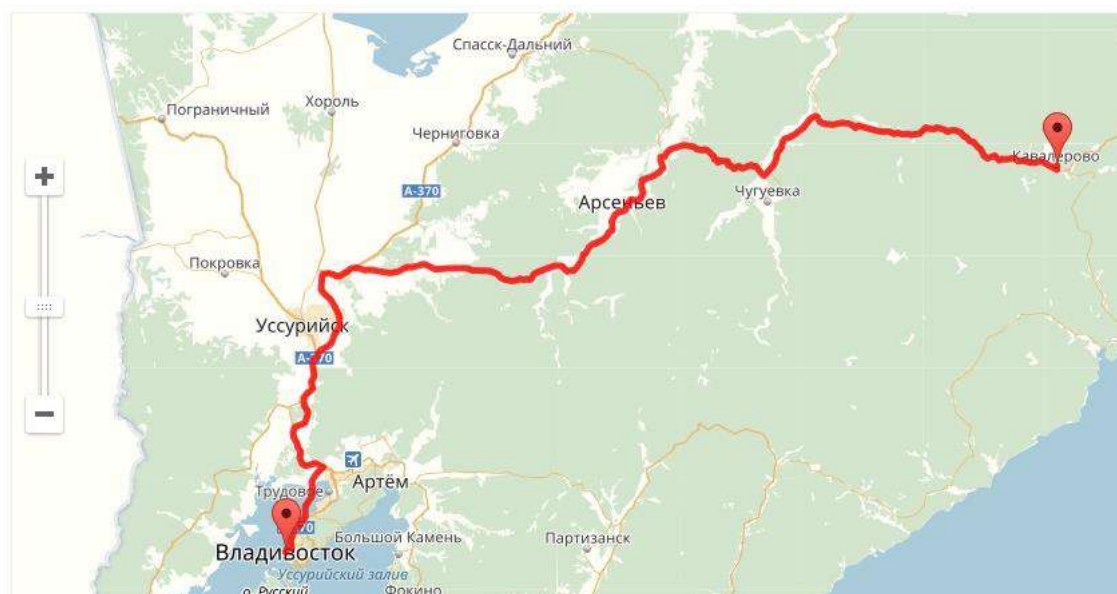 Спасск-Дальний
Пограничный
Хороль
Черниговка
Кавалерово
А-370
Чугуевка
Арсеньев
Покровка
Уссурийск
А-370
Артём
Трудовое
Владивосток
Большой Камень
Партизанск
Уссурийский залив
о. Русский
Фокино